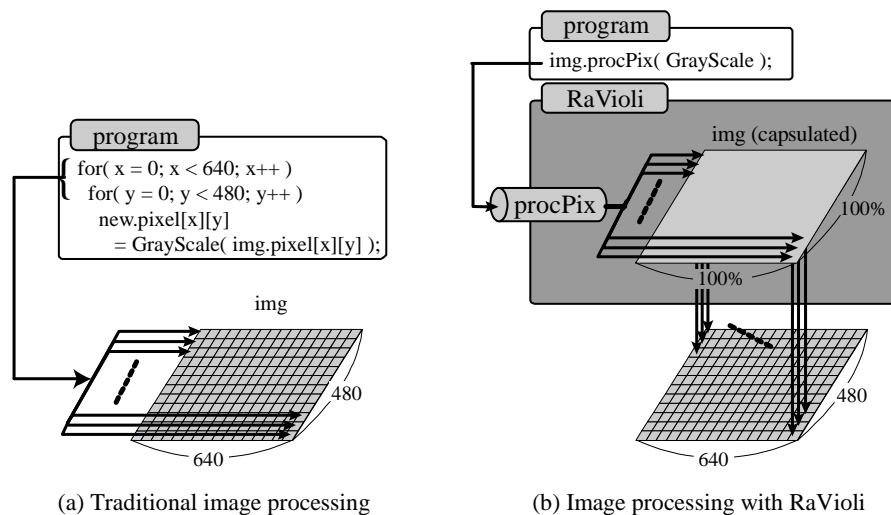 program
for( x = 0; x < 640; x++ )
for( y = 0; y < 480; y++ )
new.pixel[x][y]
= GrayScale( img.pixel[x][y] );
img
480
640
(a) Traditional image processing
program
img.procPix( GrayScale );
RaVioli
img (capsulated)
procPix
100%
100%
480
640
(b) Image processing with RaVioli